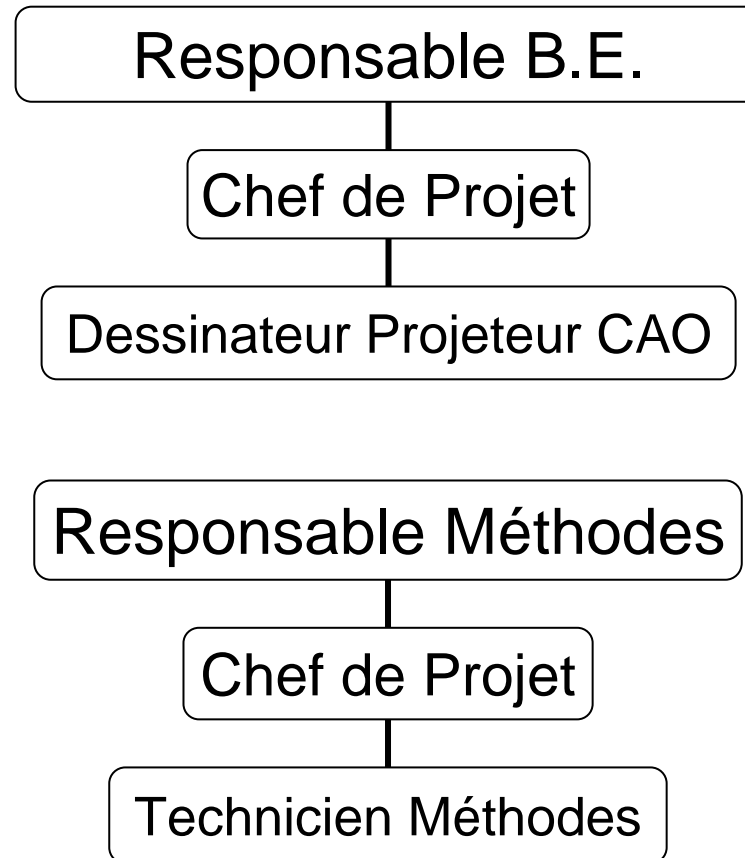 Responsable B.E.
Chef de Projet
Dessinateur Projeteur CAO
Responsable Méthodes
Chef de Projet
Technicien Méthodes